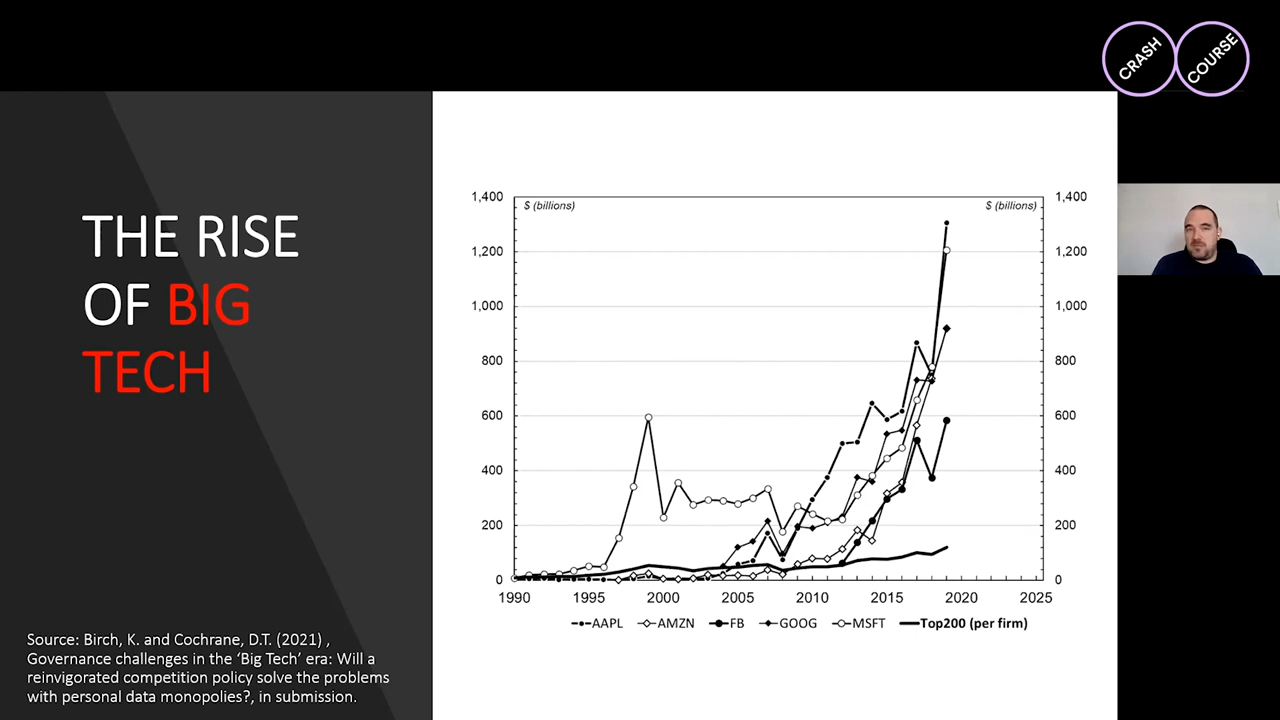 CRASH COURSE
THE RISE
OF BIG
TECH
Source: Birch, K. and Cochrane, D.T. (2021) ,
Governance challenges in the ‘Big Tech’ era: Will a
reinvigorated competition policy solve the problems
with personal data monopolies?, in submission.
$ (billions) $ (billions)
1,400 1,400
1,200 1,200
1,000 1,000
800 800
600 600
400 400
200 200
0 0
1990 1995 2000 2005 2010 2015 2020 2025
AAPL AMZN FB GOOG MSFT Top200 (per firm)